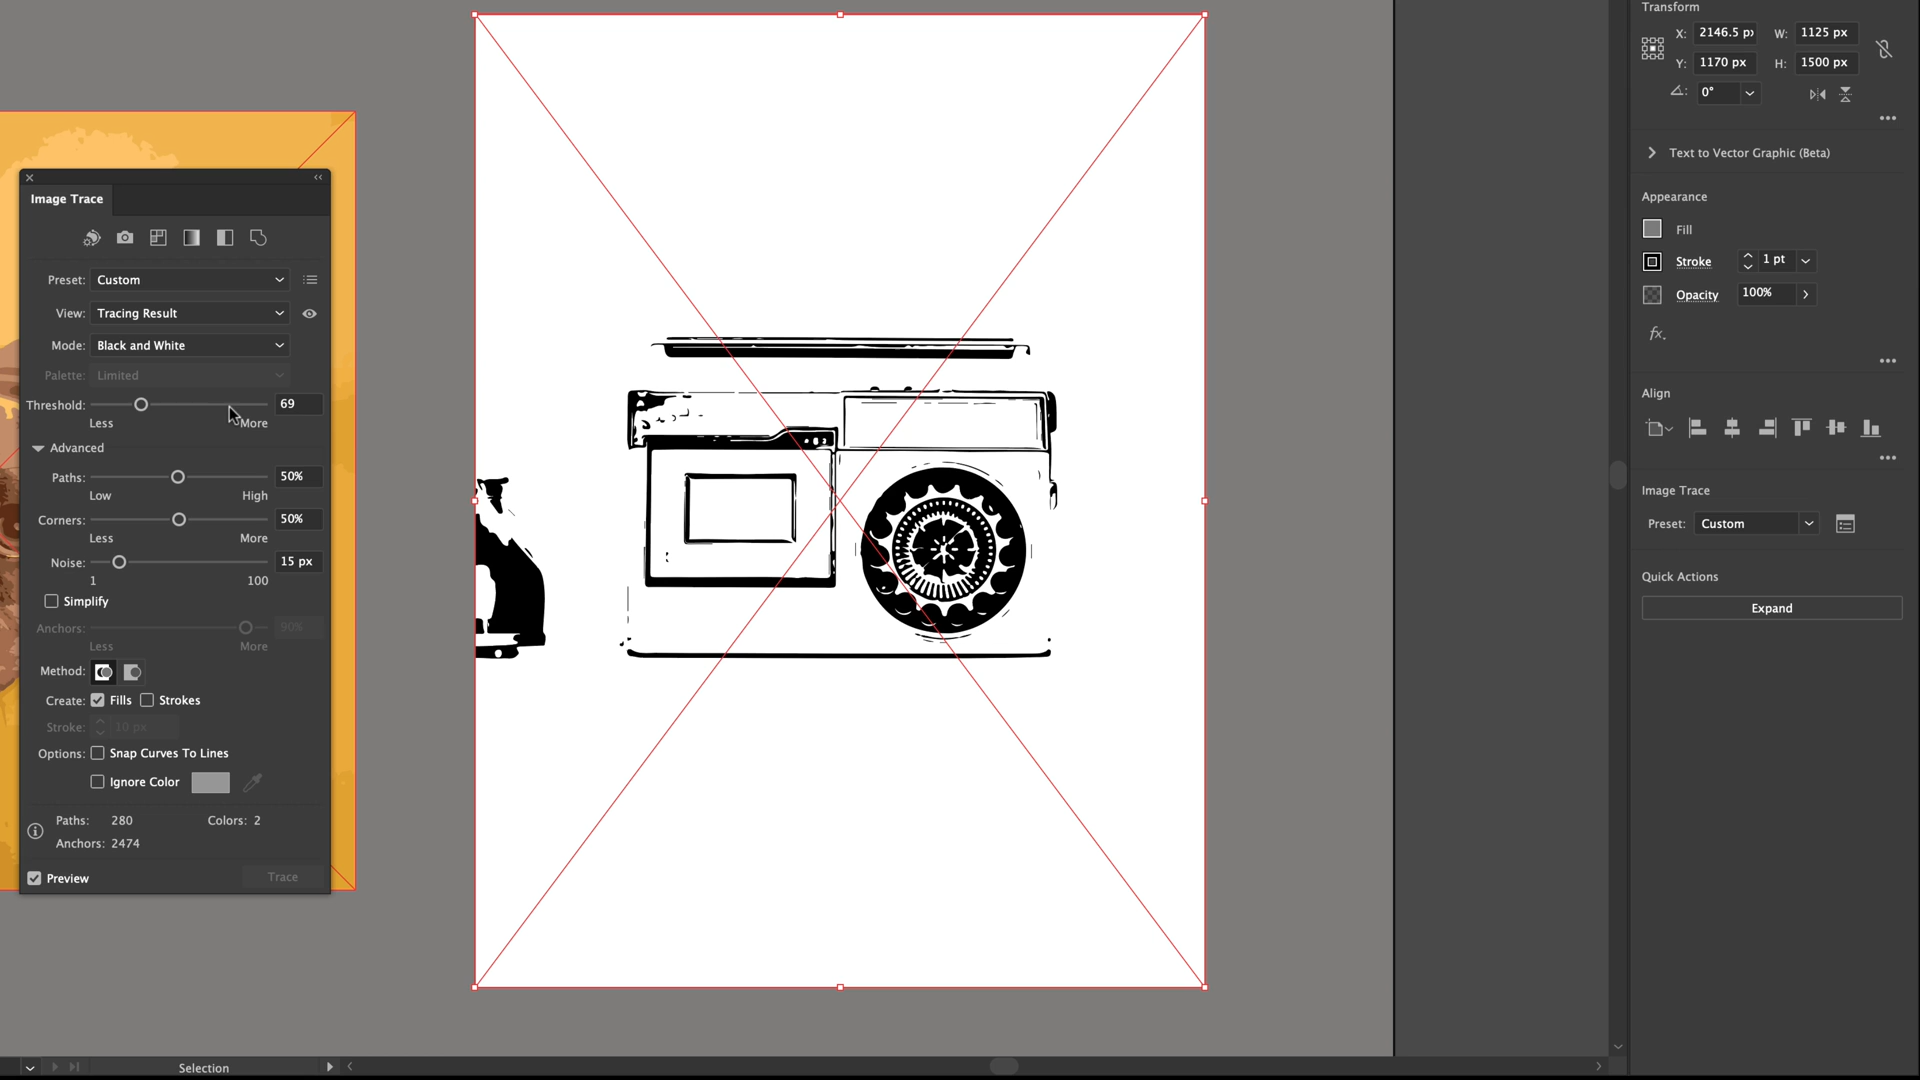 Image Trace
Preset: Custom
View: Tracing Result
Mode: Black and White
Palette: Limited
Threshold: 69
Less More
Advanced
Paths: 50%
Low High
Corners: 50%
Less More
Noise: 15 px
1 100
Simplify
Anchors: 90%
Less More
Method:
Create: Fills Strokes
Stroke: 10 px
Options: Snap Curves To Lines
Ignore Color
Paths: 280 Colors: 2
Anchors: 2474
Preview Trace
Selection
Transform
X: 2146.5 px W: 1125 px
Y: 1170 px H: 1500 px
0°
Text to Vector Graphic (Beta)
Appearance
Fill
Stroke 1 pt
Opacity 100%
fx.
Align
Image Trace
Preset: Custom
Quick Actions
Expand